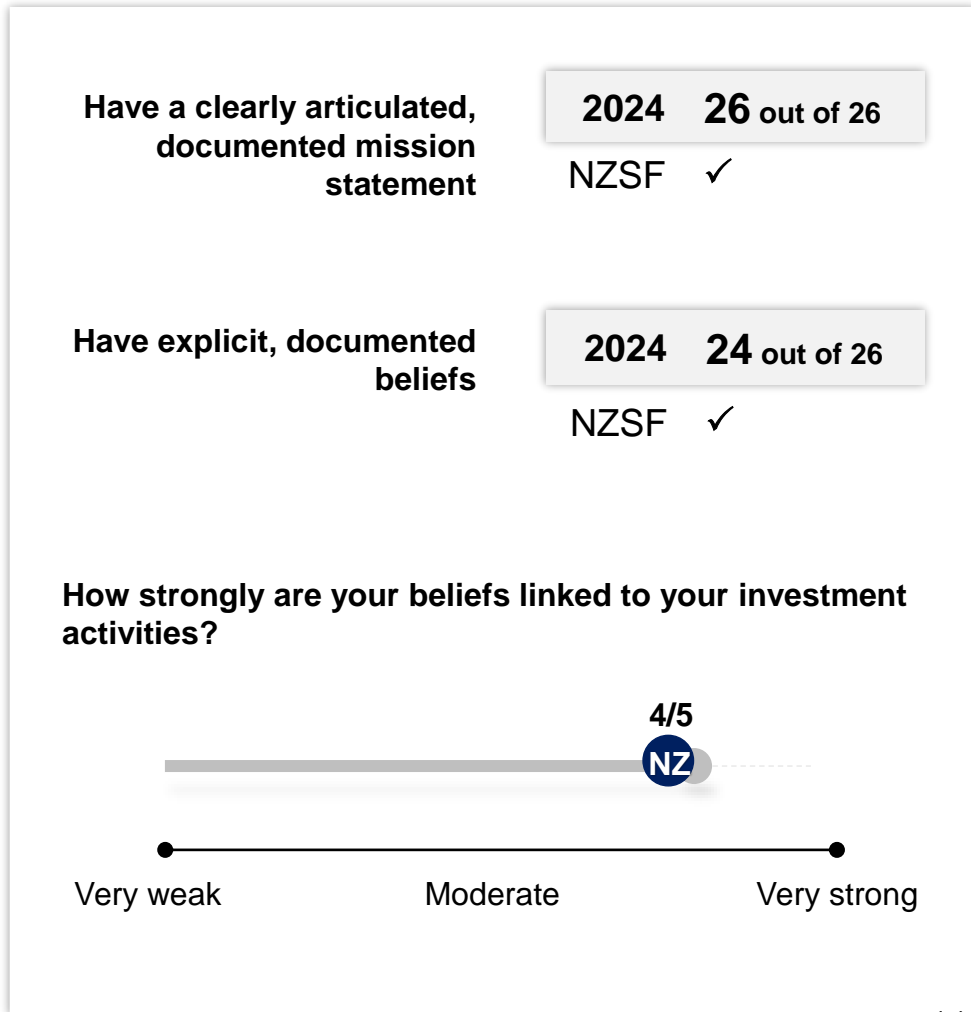 Have a clearly articulated,
documented mission
statement
2024 26 out of 26
NZSF ✓
Have explicit, documented
beliefs
2024 24 out of 26
NZSF ✓
How strongly are your beliefs linked to your investment
activities?
4/5
NZ
Very weak Moderate Very strong